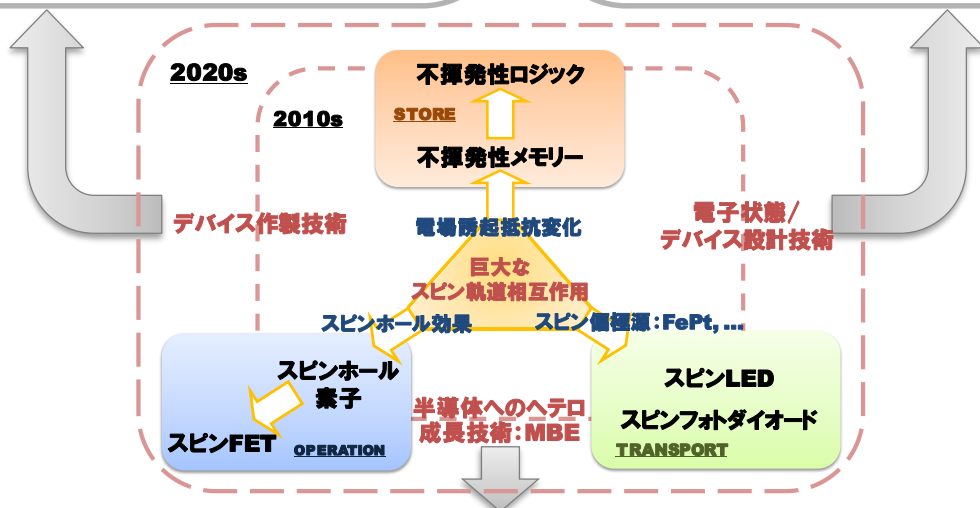 2020s
不揮発性ロジック
2010s
STORE
不揮発性メモリー
デバイス作製技術
電場誘起抵抗変化
電子状態/
デバイス設計技術
巨大な
スピン軌道相互作用
スピンホール効果
スピン偏極源:FePt, ...
スピンホール
素子
スピンFET
OPERATION
半導体へのヘテロ
成長技術:MBE
スピンLED
スピンフォトダイオード
TRANSPORT